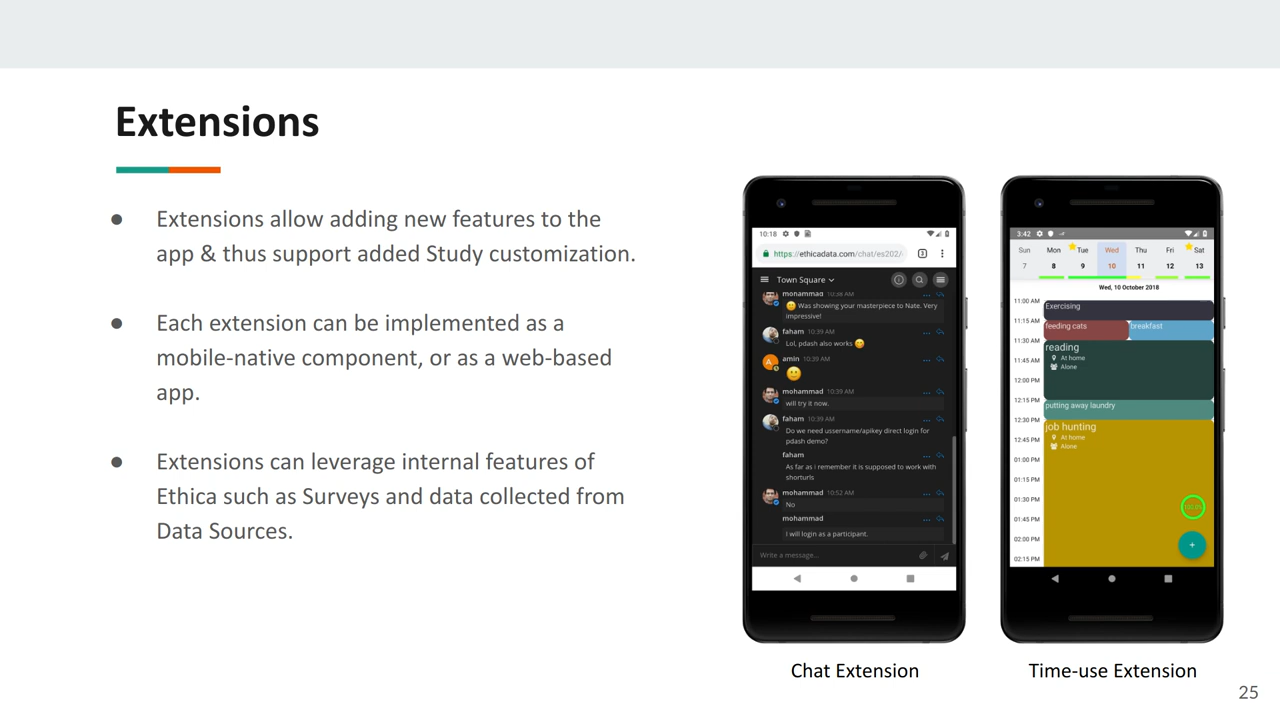 Extensions
● Extensions allow adding new features to the
app & thus support added Study customization.
● Each extension can be implemented as a
mobile-native component, or as a web-based
app.
● Extensions can leverage internal features of
Ethica such as Surveys and data collected from
Data Sources.
10:18
https://ethicadata.com/chat/es202/
Town Square
mohammad 10:38 AM
Was showing your masterpiece to Nate. Very
impressive!
faham 10:39 AM
Lol, pdash also works
amin 10:39 AM
mohammad 10:39 AM
will try it now.
faham 10:39 AM
Do we need ussername/apikey direct login for
pdash demo?
faham
As far as i remember it is supposed to work with
shorturls
mohammad 10:52 AM
No
mohammad
I will login as a participant.
Write a message...
Chat Extension
3:42
Sun Mon Tue Wed Thu Fri Sat
7 8 9 10 11 12 13
Wed, 10 October 2018
11:00 AM
Exercising
11:15 AM
feeding cats breakfast
11:30 AM
reading
11:45 AM
At home
Alone
12:00 PM
12:15 PM
putting away laundry
12:30 PM
job hunting
12:45 PM
At home
Alone
01:00 PM
01:15 PM
01:30 PM
01:45 PM
02:00 PM
+
02:15 PM
Time-use Extension
25